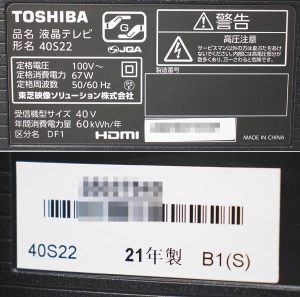 TOSHIBA
品名 液晶テレビ
形名 40S22
JQA
定格電圧 100V~
定格消費電力 67W
定格周波数 50/60Hz
東芝映像ソリューション株式会社
受信機型サイズ 40V
年間消費電力量 60kWh/年
区分名 DF1
HDMI
警告
高圧注意
サービスマン以外の方は裏ぶたをあけ
ないでください。内部には高電圧部分が
数多くあり、万一さわると危険です。
製造番号
MADE IN CHINA
40S22
21年製
B1(S)